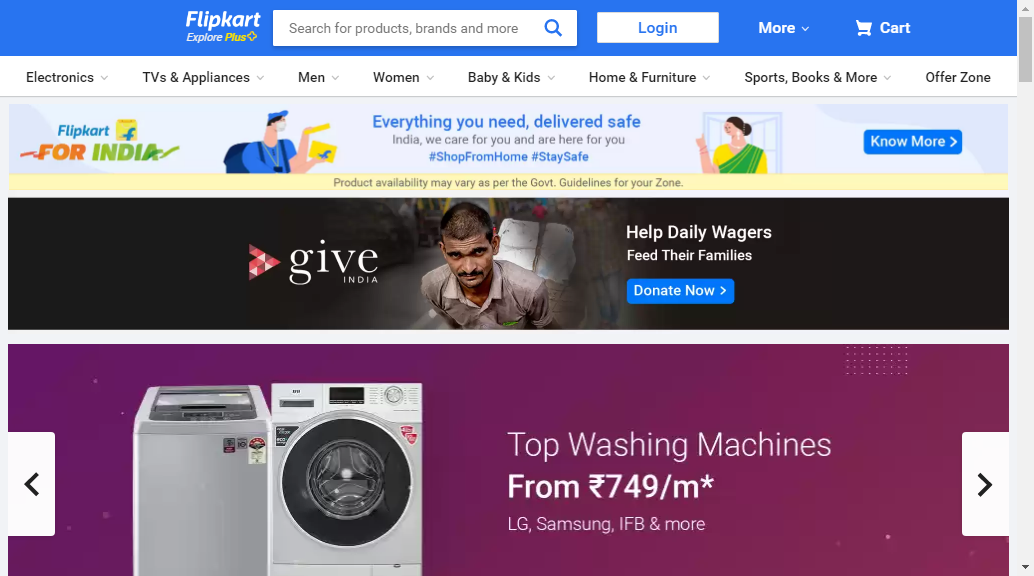 Flipkart
Explore Plus
Search for products, brands and more
Login
More
Cart
Electronics
TVs & Appliances
Men
Women
Baby & Kids
Home & Furniture
Sports, Books & More
Offer Zone
Flipkart
FOR INDIA
Everything you need, delivered safe
India, we care for you and are here for you
#ShopFromHome #StaySafe
Know More
Product availability may vary as per the Govt. Guidelines for your Zone.
give
INDIA
Help Daily Wagers
Feed Their Families
Donate Now
Top Washing Machines
From ₹749/m*
LG, Samsung, IFB & more